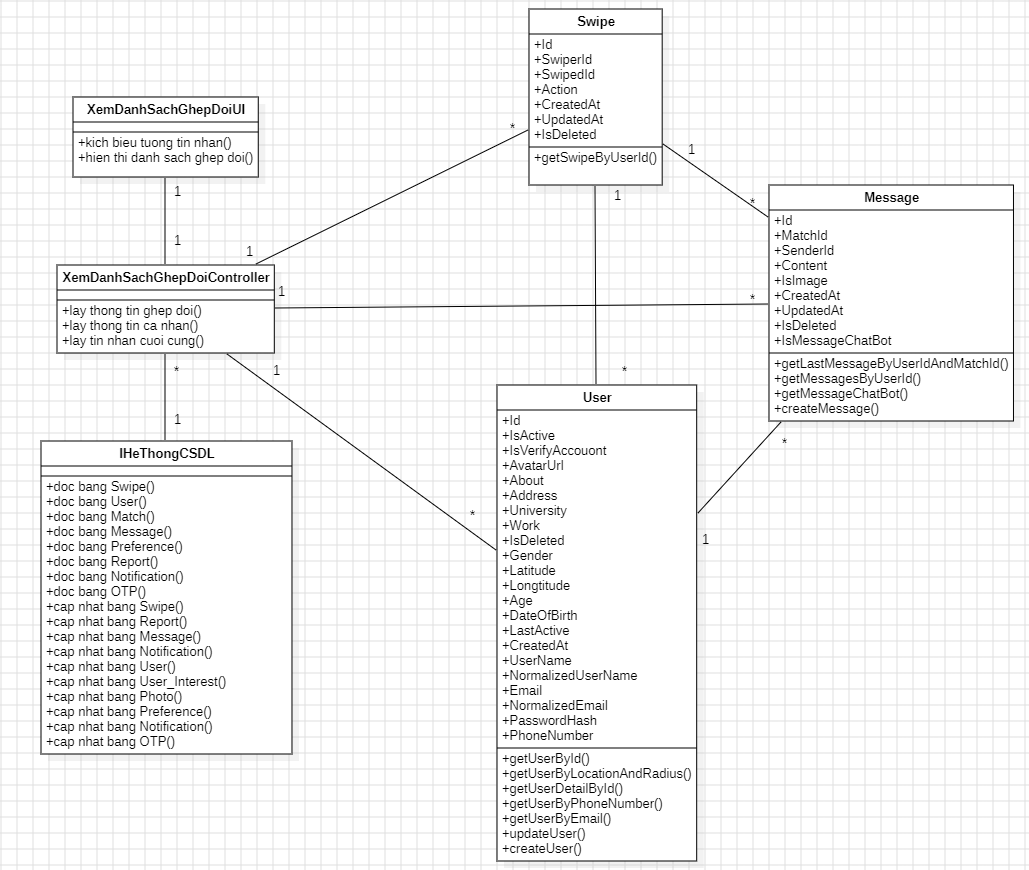 Swipe
+Id
+SwiperId
+SwipedId
+Action
+CreatedAt
+UpdatedAt
+IsDeleted
+getSwipeByUserId()
XemDanhSachGhepDoiUI
+kich bieu tuong tin nhan()
+hien thi danh sach ghep doi()
1
1
*
1
1
*
1
Message
+Id
+MatchId
+SenderId
+Content
+IsImage
+CreatedAt
+UpdatedAt
+IsDeleted
+IsMessageChatBot
+getLastMessageByUserIdAndMatchId()
+getMessagesByUserId()
+getMessageChatBot()
+createMessage()
XemDanhSachGhepDoiController
+lay thong tin ghep doi()
+lay thong tin ca nhan()
+lay tin nhan cuoi cung()
1
*
*
1
1
*
*
*
1
IHeThongCSDL
+doc bang Swipe()
+doc bang User()
+doc bang Match()
+doc bang Message()
+doc bang Preference()
+doc bang Report()
+doc bang Notification()
+doc bang OTP()
+cap nhat bang Swipe()
+cap nhat bang Report()
+cap nhat bang Message()
+cap nhat bang Notification()
+cap nhat bang User()
+cap nhat bang User_Interest()
+cap nhat bang Photo()
+cap nhat bang Preference()
+cap nhat bang Notification()
+cap nhat bang OTP()
User
+Id
+IsActive
+IsVerifyAccouont
+AvatarUrl
+About
+Address
+University
+Work
+IsDeleted
+Gender
+Latitude
+Longtitude
+Age
+DateOfBirth
+LastActive
+CreatedAt
+UserName
+NormalizedUserName
+Email
+NormalizedEmail
+PasswordHash
+PhoneNumber
+getUserById()
+getUserByLocationAndRadius()
+getUserDetailById()
+getUserByPhoneNumber()
+getUserByEmail()
+updateUser()
+createUser()